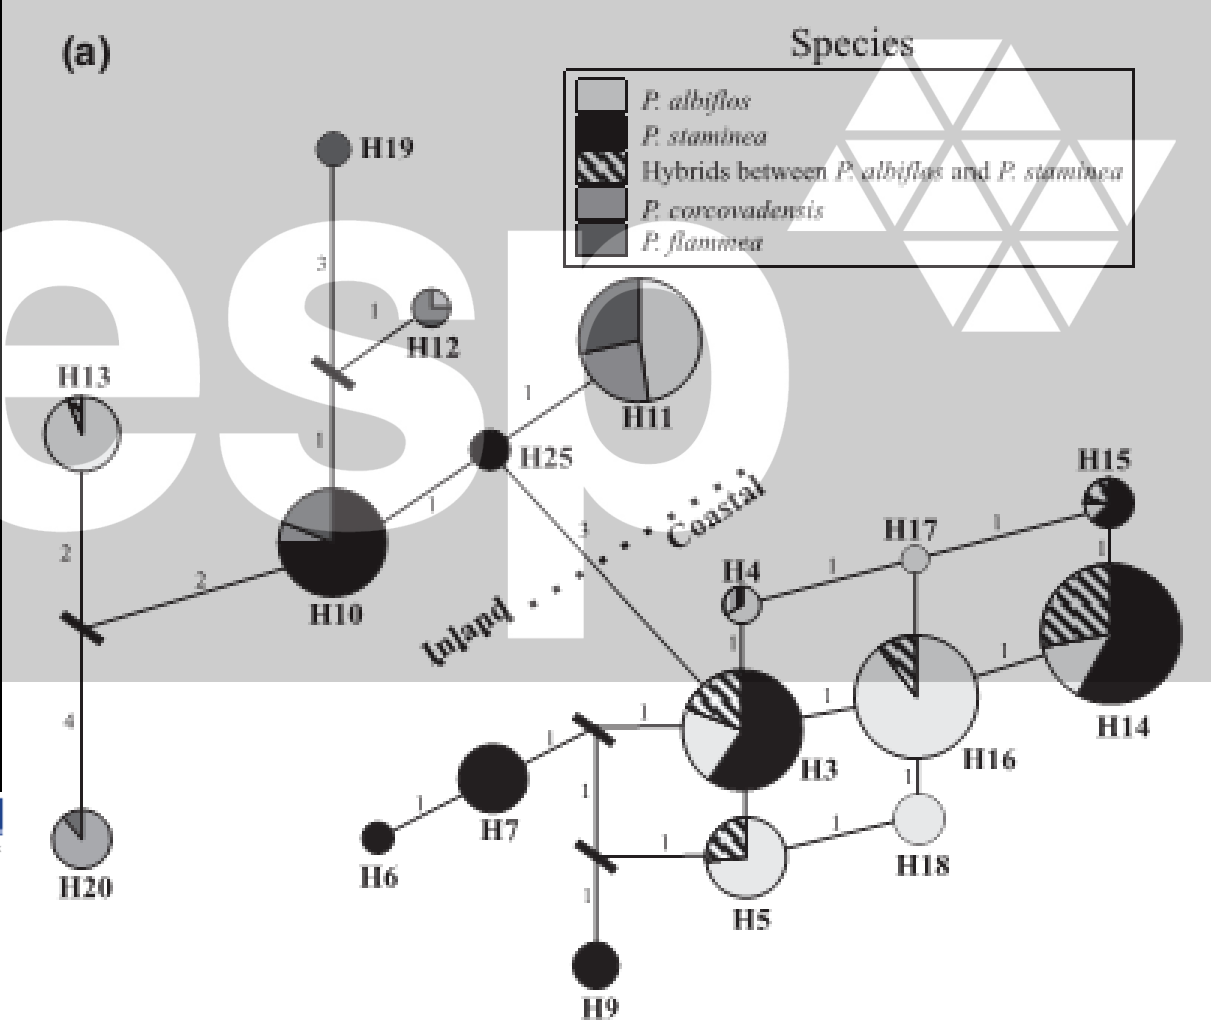 (a)
Species
P. albiflos
P. staminea
Hybrids between P. albiflos and P. staminea
P. corcovadensis
P. flammea
esp
H19
3
1
H12
H13
H11
1
H25
1
1
H10
2
2
3
Coastal
Inland
H15
H17
1
1
1
H4
1
H14
1
H16
1
H3
1
1
H7
1
H6
1
1
H5
1
H18
1
1
H9
4
H20